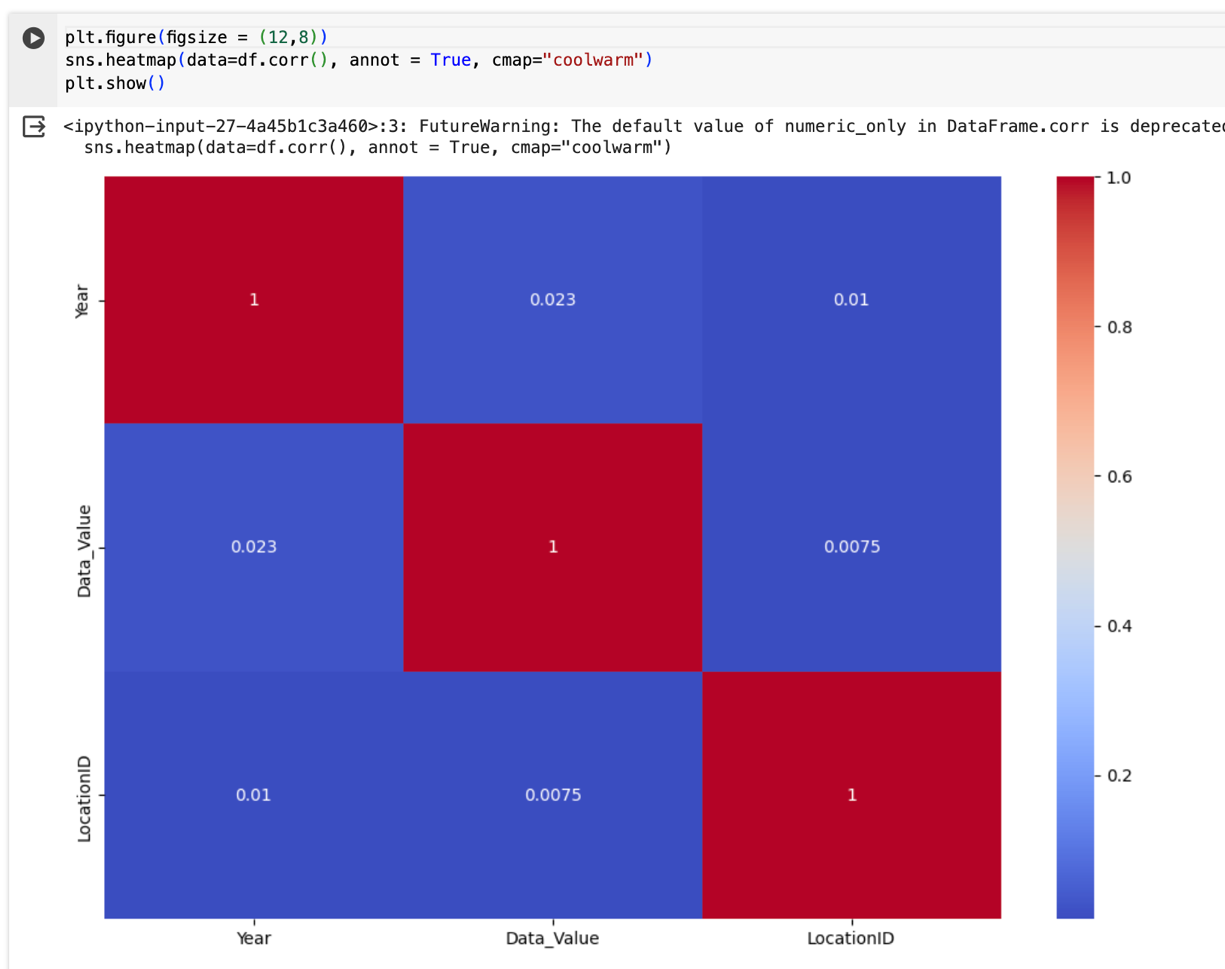 plt.figure(figsize = (12,8))
sns.heatmap(data=df.corr(), annot = True, cmap="coolwarm")
plt.show()
<ipython-input-27-4a45b1c3a460>:3: FutureWarning: The default value of numeric_only in DataFrame.corr is deprecated
sns.heatmap(data=df.corr(), annot = True, cmap="coolwarm")
1.0
Year
1
0.023
0.01
0.8
0.6
Data_Value
0.023
1
0.0075
0.4
0.2
LocationID
0.01
0.0075
1
Year
Data_Value
LocationID